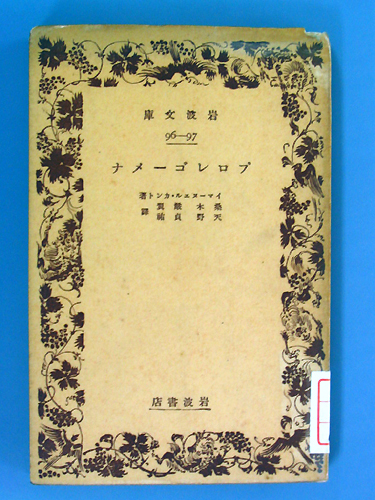 岩波文庫
96—97
プロレゴーメナ
イマーヌエル・カント著
桑木嚴翼
天野貞祐
譯
岩波書店